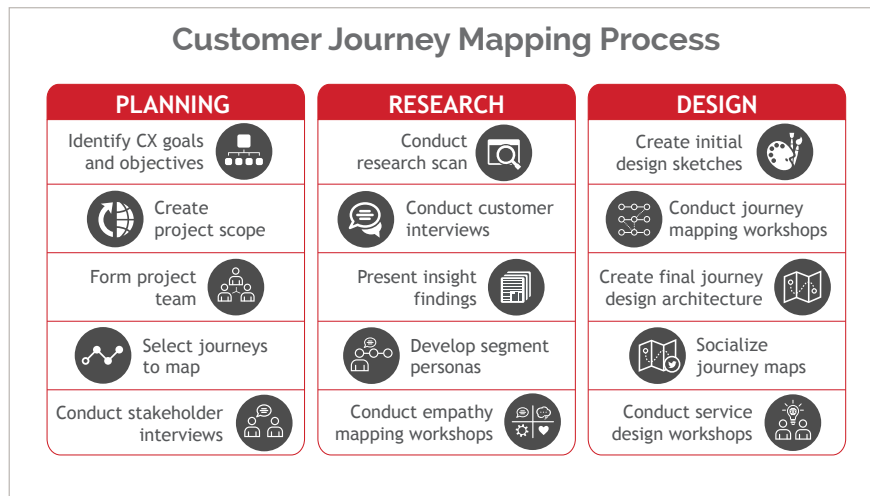 Customer Journey Mapping Process
PLANNING
Identify CX goals
and objectives
Create
project scope
Form project
team
Select journeys
to map
Conduct stakeholder
interviews
RESEARCH
Conduct
research scan
Conduct customer
interviews
Present insight
findings
Develop segment
personas
Conduct empathy
mapping workshops
DESIGN
Create initial
design sketches
Conduct journey
mapping workshops
Create final journey
design architecture
Socialize
journey maps
Conduct service
design workshops